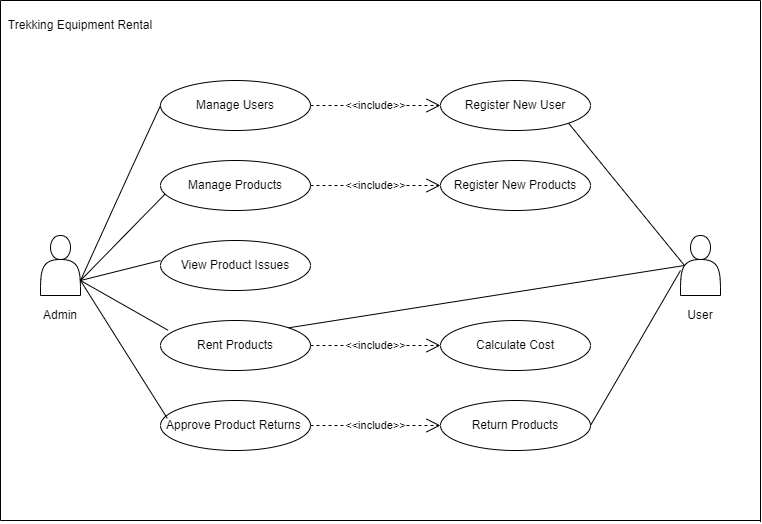 Trekking Equipment Rental
Manage Users
<<include>>
Register New User
Manage Products
<<include>>
Register New Products
View Product Issues
Admin
User
Rent Products
<<include>>
Calculate Cost
Approve Product Returns
<<include>>
Return Products